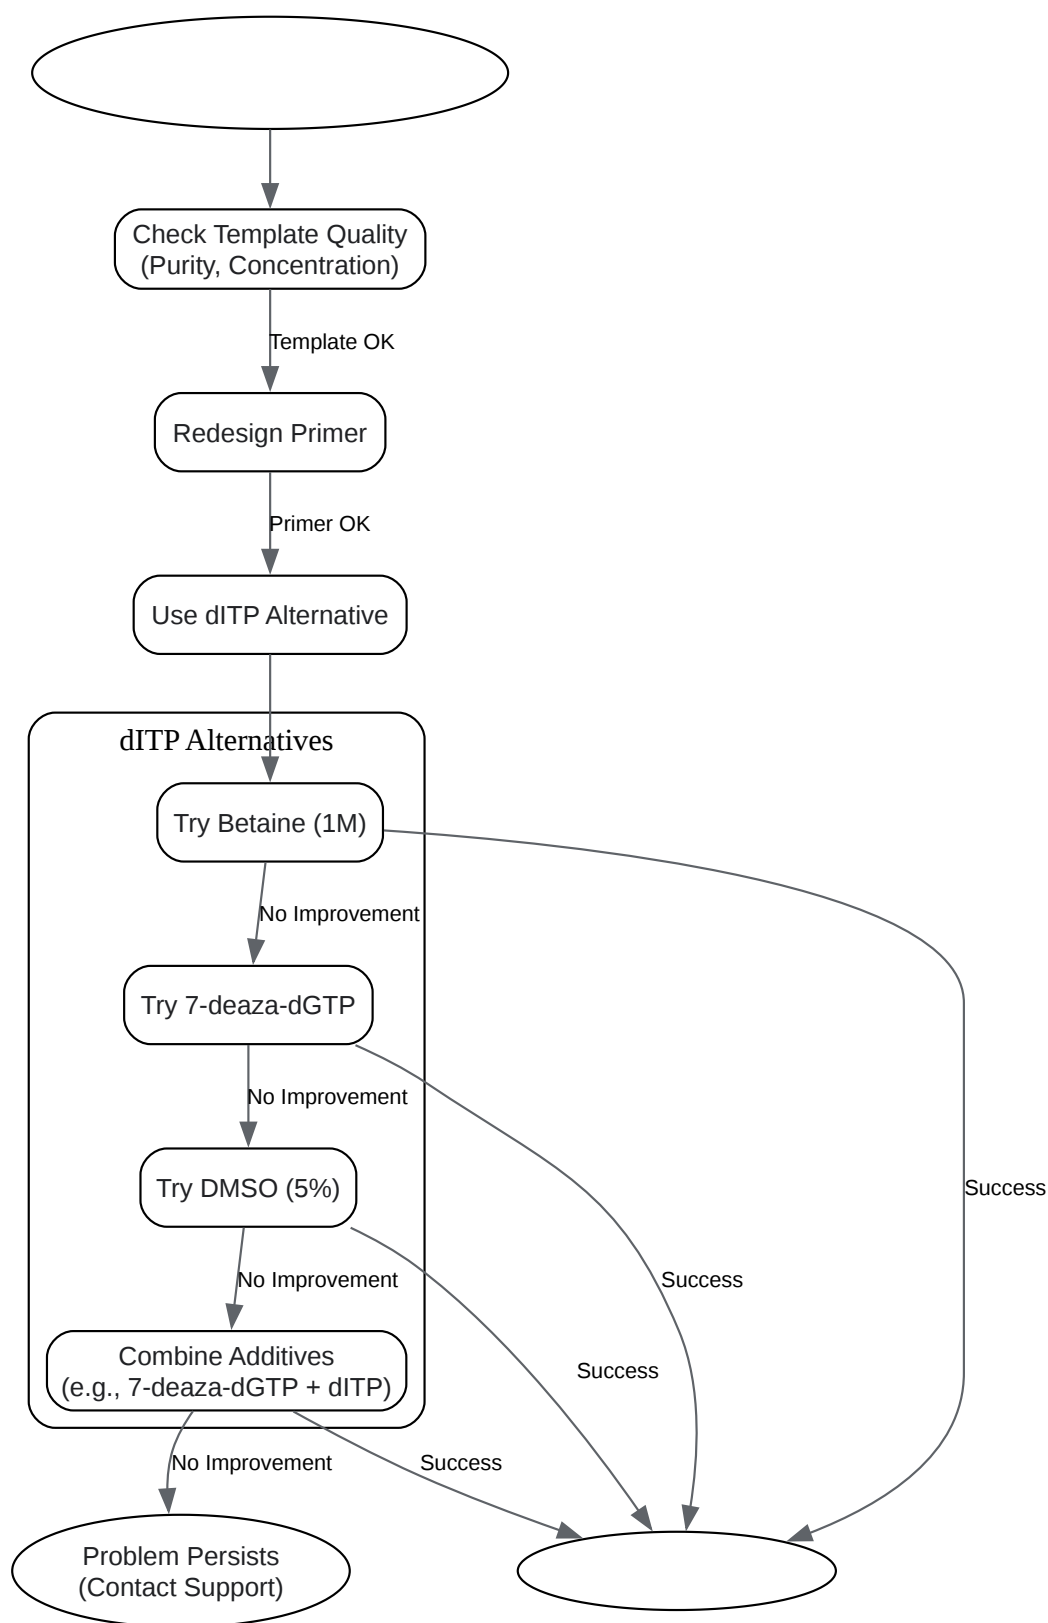 Check Template Quality
(Purity, Concentration)
Template OK
Redesign Primer
Primer OK
Use dITP Alternative
dITP Alternatives
Try Betaine (1M)
No Improvement
Try 7-deaza-dGTP
No Improvement
Try DMSO (5%)
Success
No Improvement
Success
Combine Additives
(e.g., 7-deaza-dGTP + dITP)
Success
No Improvement
Success
Problem Persists
(Contact Support)